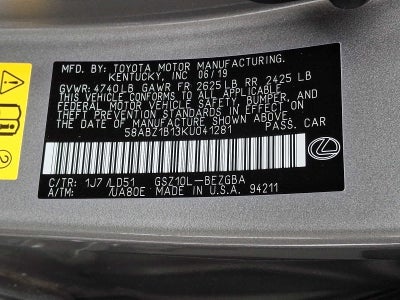 MFD. BY: TOYOTA MOTOR MANUFACTURING.
KENTUCKY, INC 06/19
GVWR: 4740LB GAWR FR 2625LB RR 2425 LB
THIS VEHICLE CONFORMS TO ALL APPLICABLE
FEDERAL MOTOR VEHICLE SAFETY, BUMPER, AND
THEFT PREVENTION STANDARDS IN EFFECT ON THE
DATE OF MANUFACTURE SHOWN ABOVE.
58ABZ1B13KU041281 PASS. CAR
C/TR: 1J7/LD51 GSZ10L-BEZGBA
A/TM: /UA80E MADE IN U.S.A. 94211
2